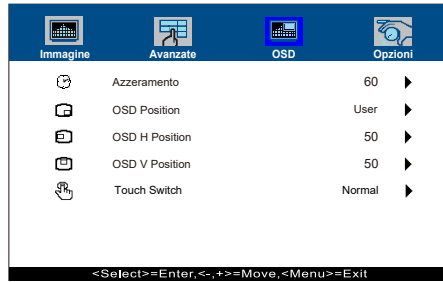 Immagine Avanzate OSD Opzioni
Azzeramento 60
OSD Position User
OSD H Position 50
OSD V Position 50
Touch Switch Normal
<Select>=Enter,<-,+>=Move,<Menu>=Exit